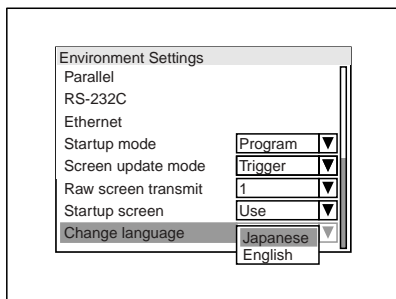 Environment Settings
Parallel
RS-232C
Ethernet
Startup mode Program
Screen update mode Trigger
Raw screen transmit 1
Startup screen Use
Change language Japanese
English